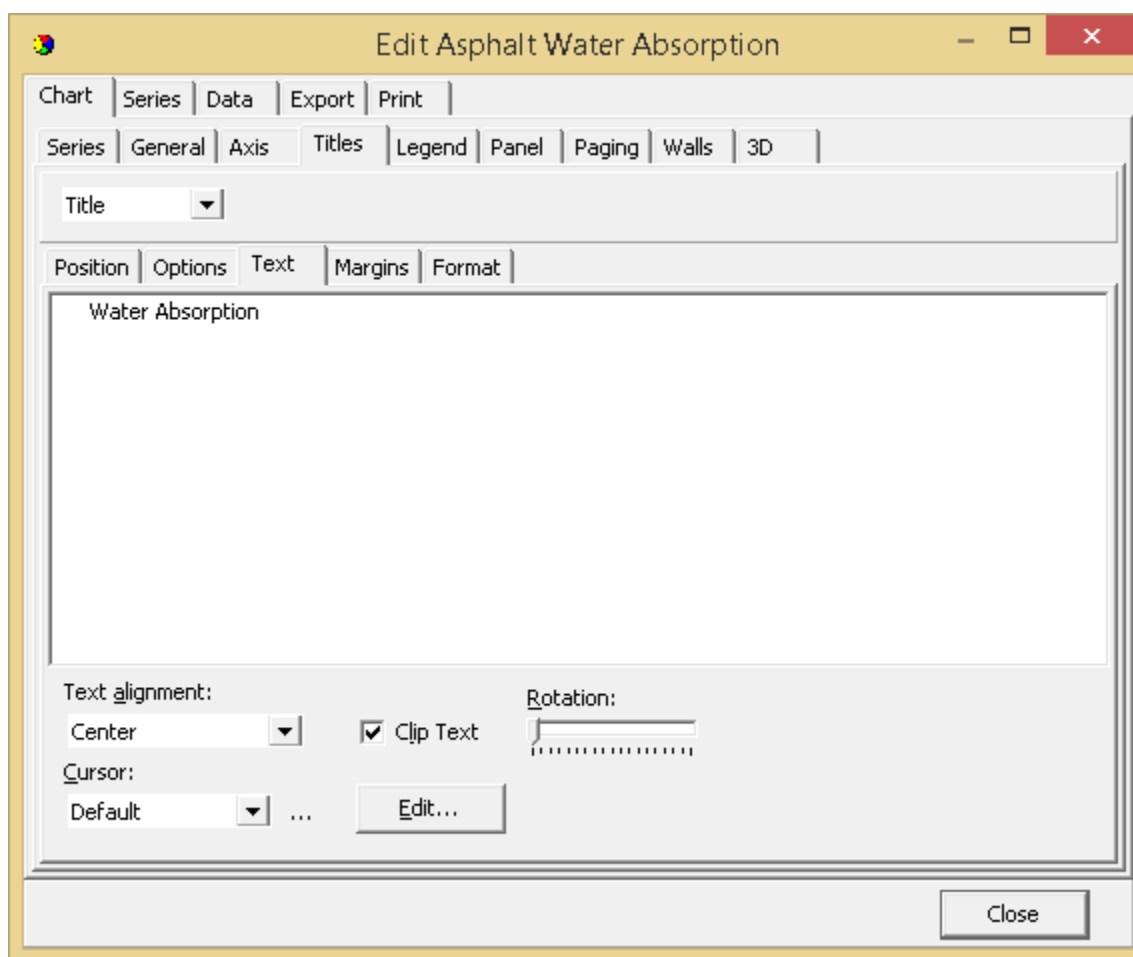 Edit Asphalt Water Absorption
Chart Series Data Export Print
Series General Axis Titles Legend Panel Paging Walls 3D
Title
Position Options Text Margins Format
Water Absorption
Text alignment: Rotation:
Center Clip Text
Cursor:
Default ... Edit...
Close